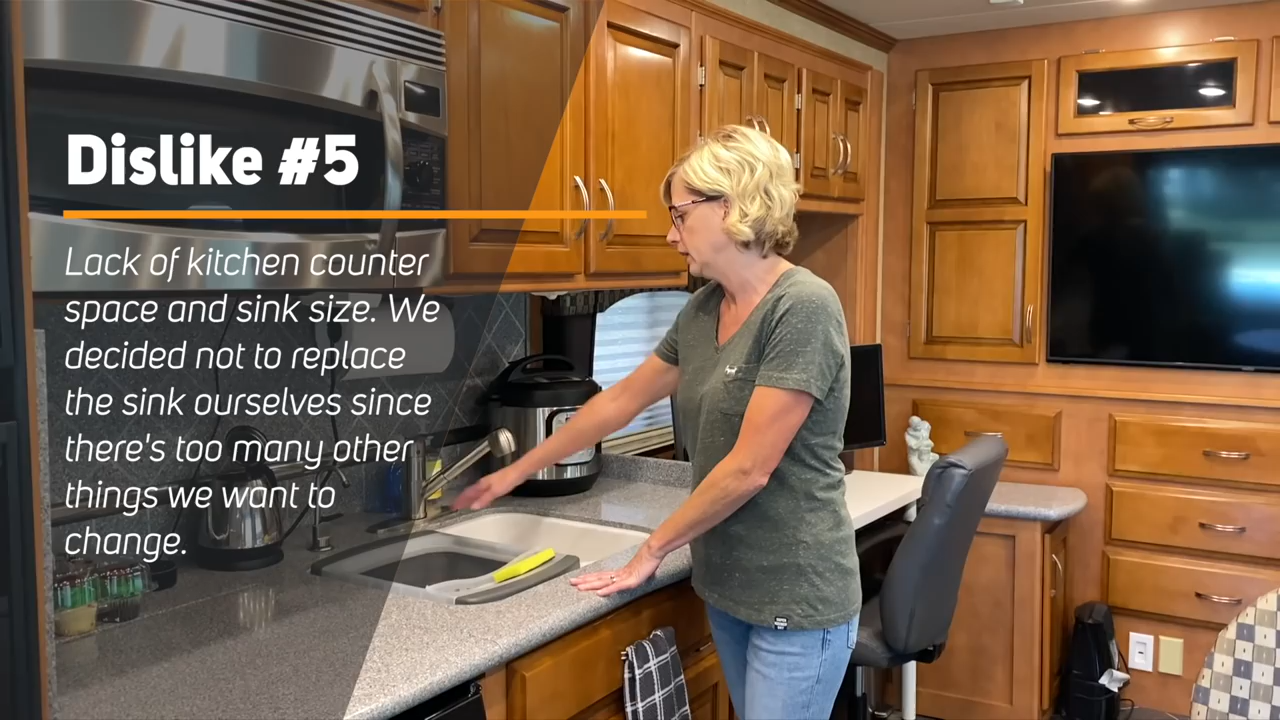 Dislike #5
Lack of kitchen counter
space and sink size. We
decided not to replace
the sink ourselves since
there's too many other
things we want to
change.